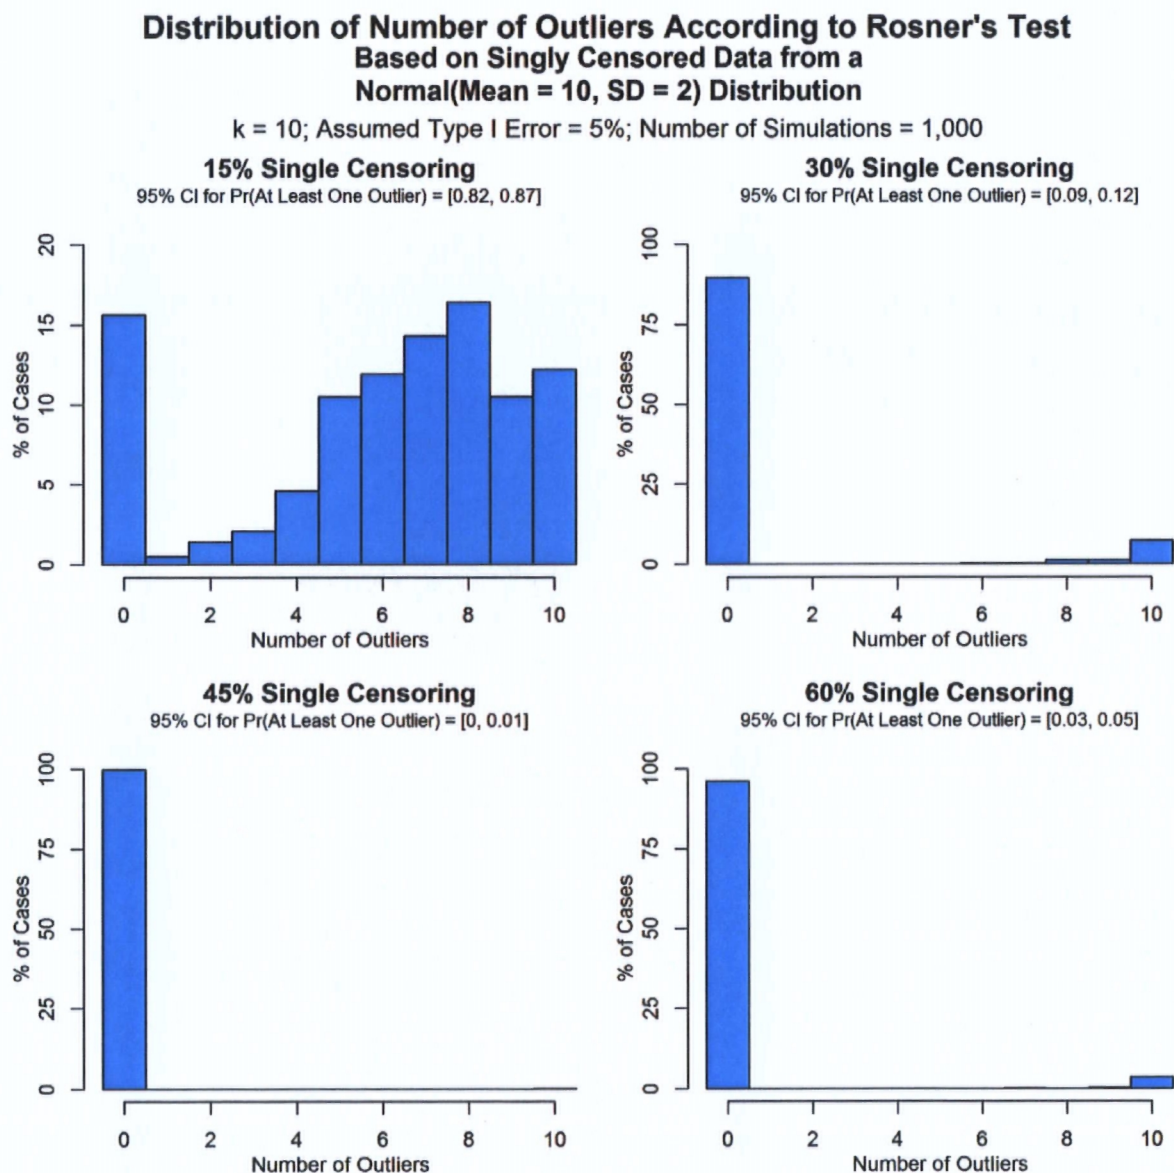 Distribution of Number of Outliers According to Rosner's Test
Based on Singly Censored Data from a
Normal(Mean = 10, SD = 2) Distribution
k = 10; Assumed Type I Error = 5%; Number of Simulations = 1,000
15% Single Censoring
95% CI for Pr(At Least One Outlier) = [0.82, 0.87]
% of Cases
20
15
10
5
0
0 2 4 6 8 10
Number of Outliers
30% Single Censoring
95% CI for Pr(At Least One Outlier) = [0.09, 0.12]
% of Cases
100
75
50
25
0
0 2 4 6 8 10
Number of Outliers
45% Single Censoring
95% CI for Pr(At Least One Outlier) = [0, 0.01]
% of Cases
100
75
50
25
0
0 2 4 6 8 10
Number of Outliers
60% Single Censoring
95% CI for Pr(At Least One Outlier) = [0.03, 0.05]
% of Cases
100
75
50
25
0
0 2 4 6 8 10
Number of Outliers